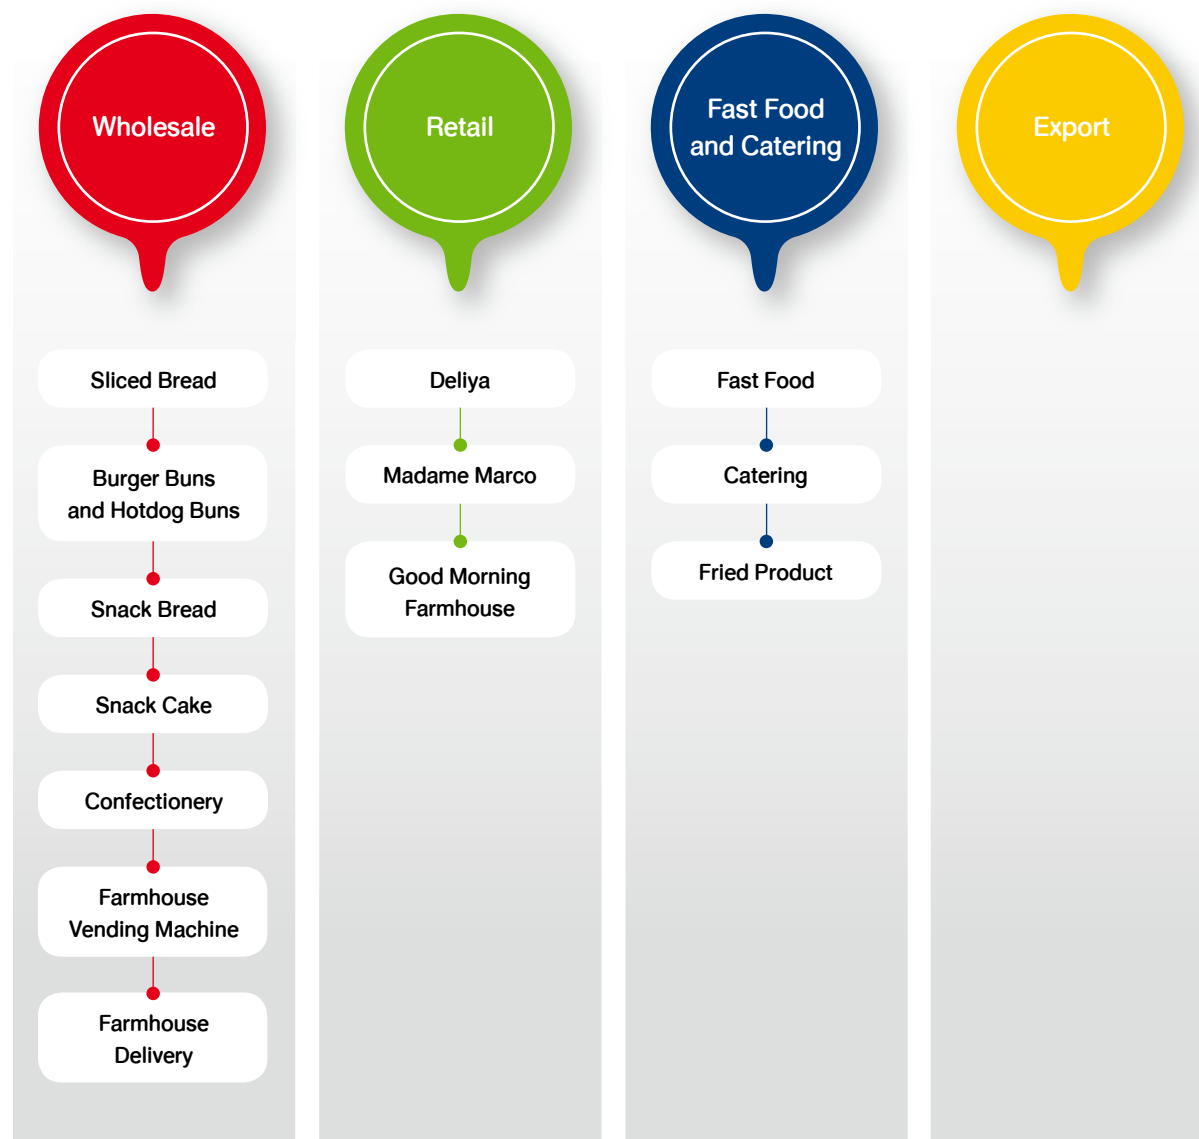 Wholesale
Sliced Bread
Burger Buns
and Hotdog Buns
Snack Bread
Snack Cake
Confectionery
Farmhouse
Vending Machine
Farmhouse
Delivery
Retail
Deliya
Madame Marco
Good Morning
Farmhouse
Fast Food
and Catering
Fast Food
Catering
Fried Product
Export